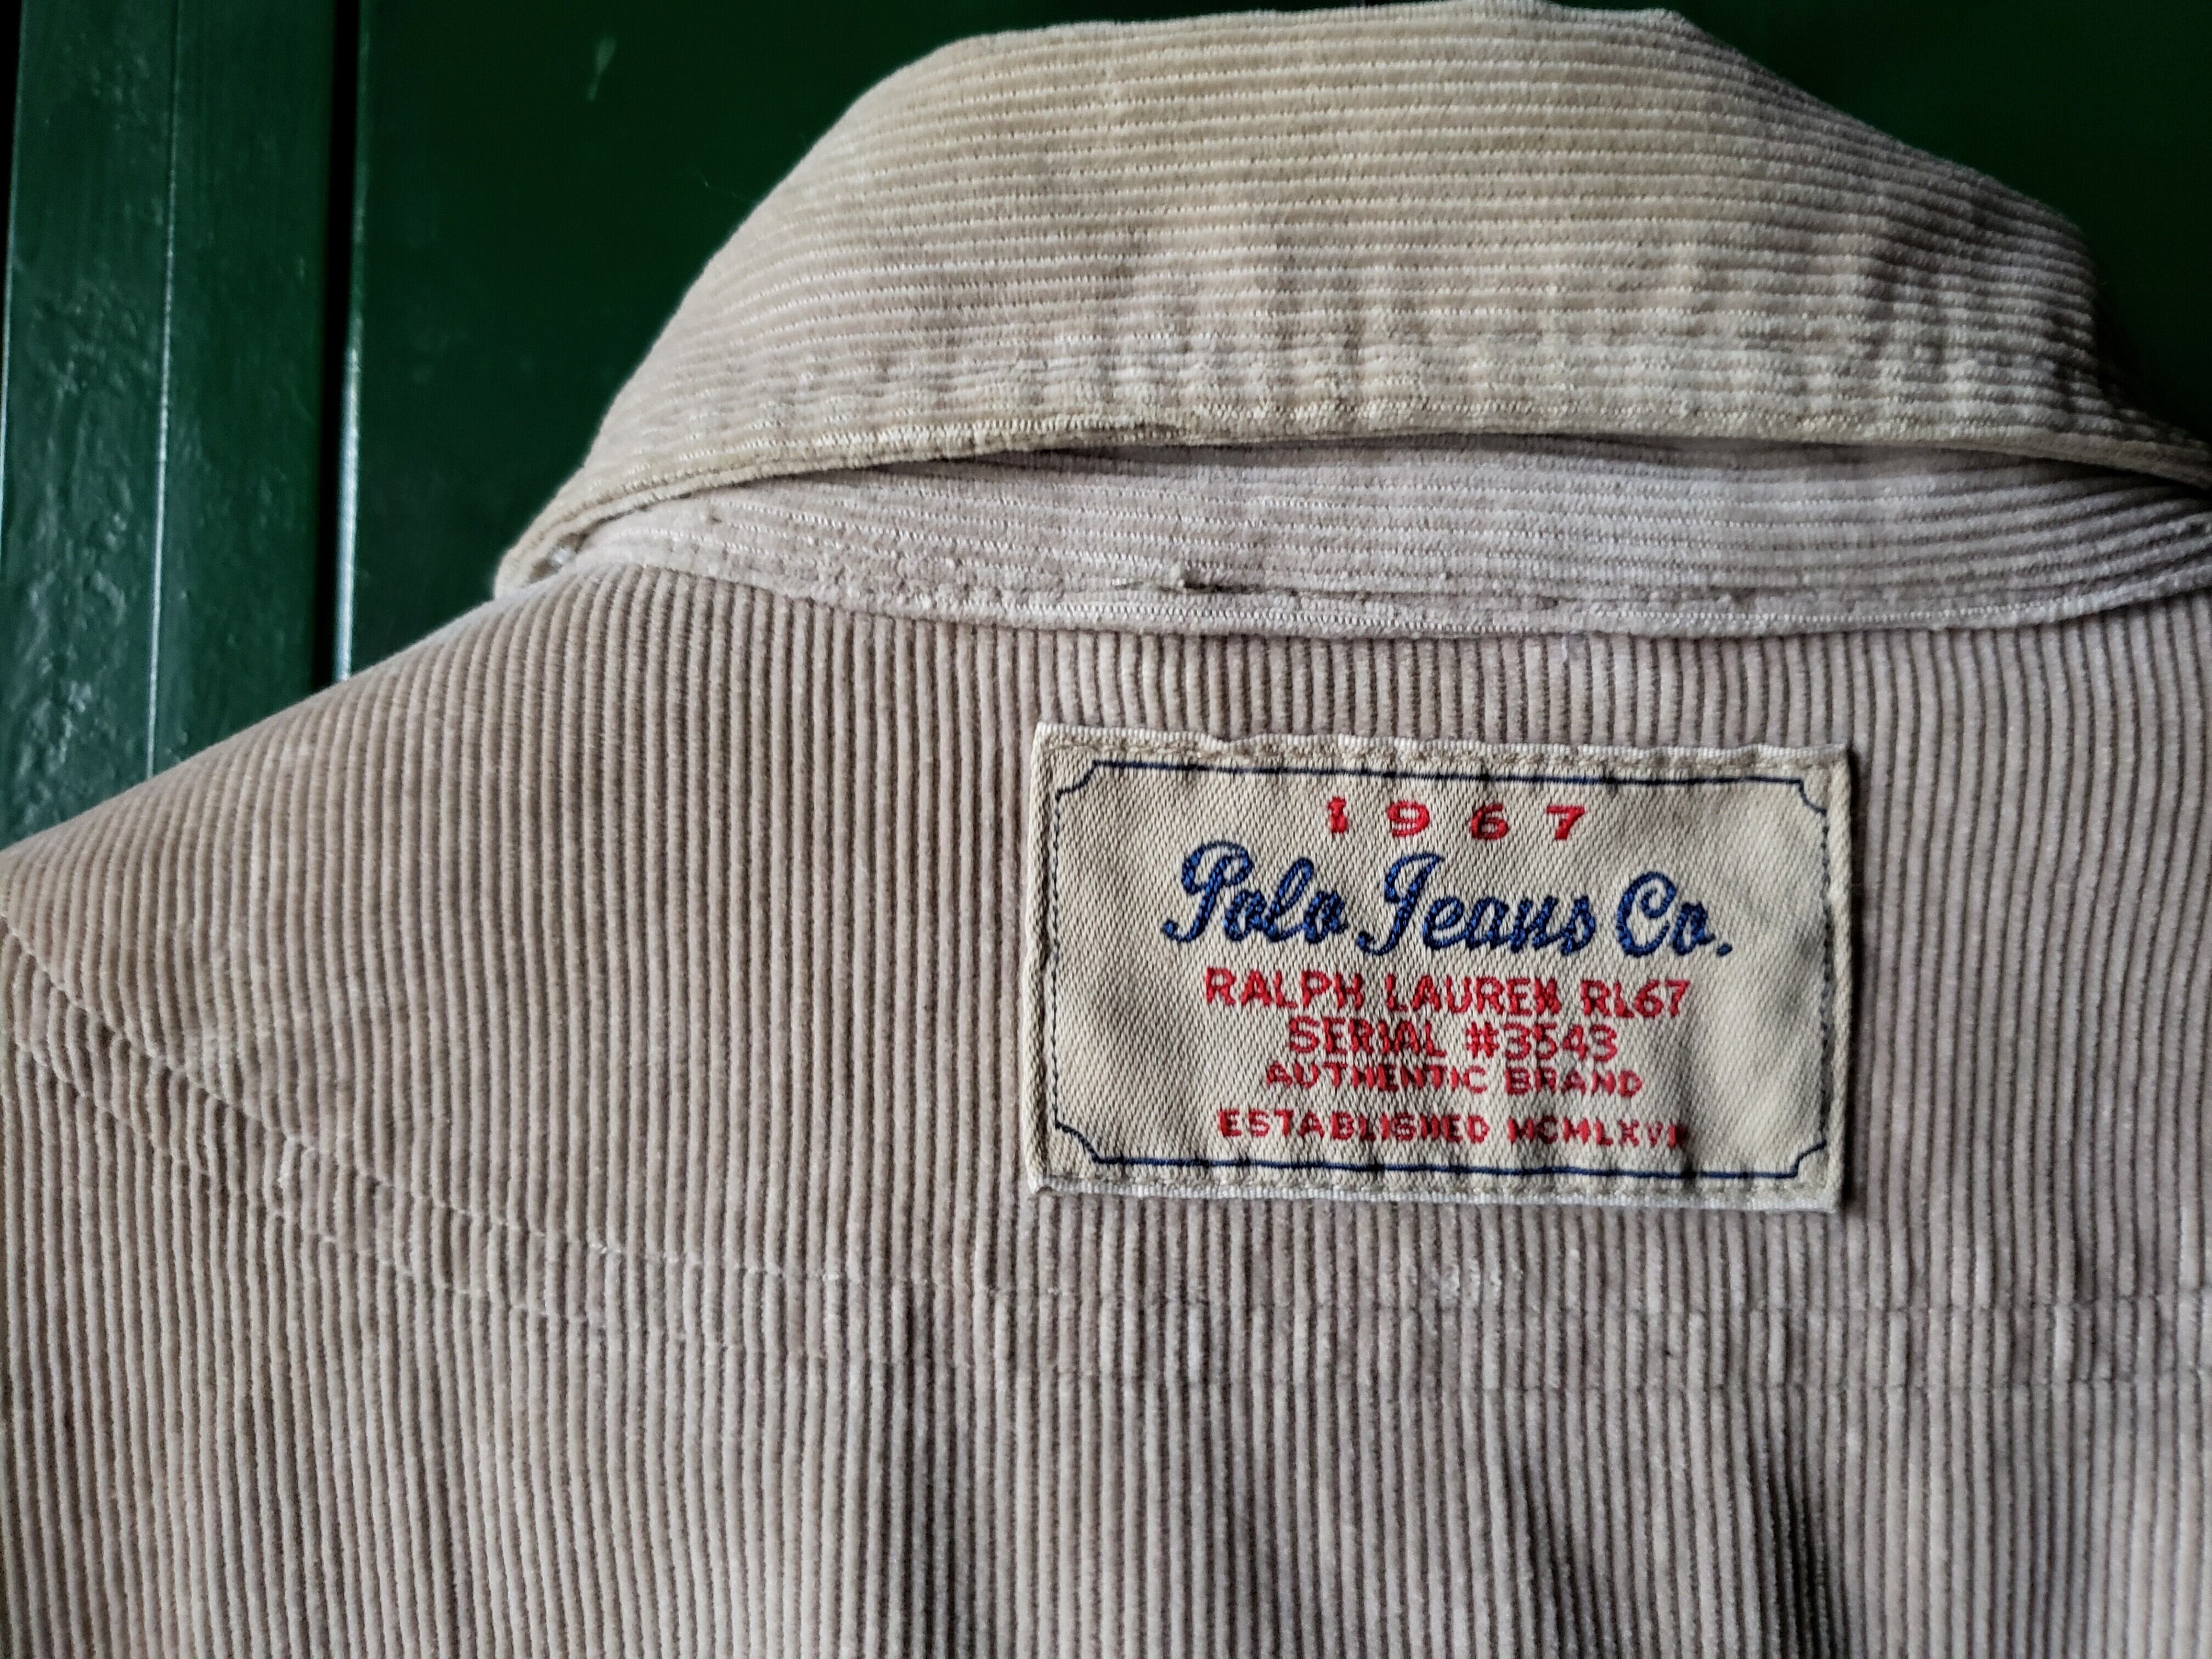 1967
Polo Jeans Co.
RALPH LAUREN RL67
SERIAL #3543
AUTHENTIC BRAND
ESTABLISHED MCMLXVII